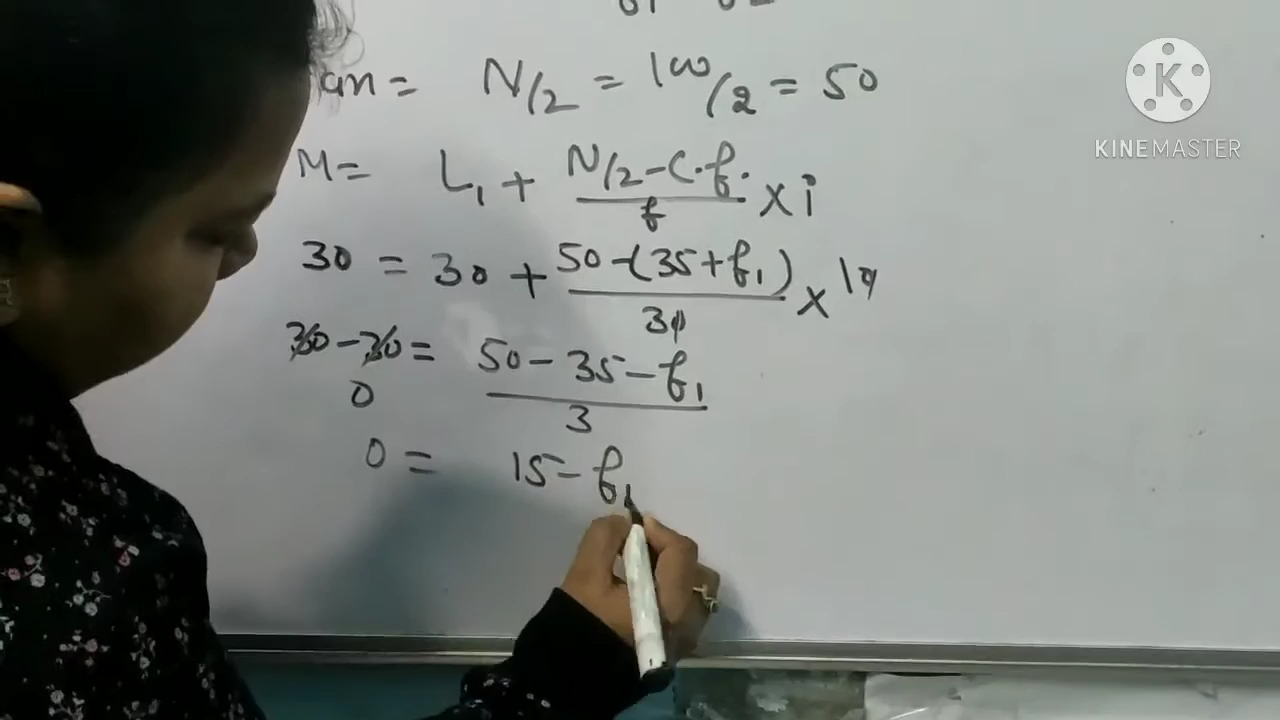 an = N/2 = 100/2 = 50
M = L₁ + (N/2 - C.f.)/f × i
30 = 30 + (50 - (35 + f₁))/30 × 10
30 - 30 = (50 - 35 - f₁)/3
0
0 = 15 - f₁
K
KINEMASTER